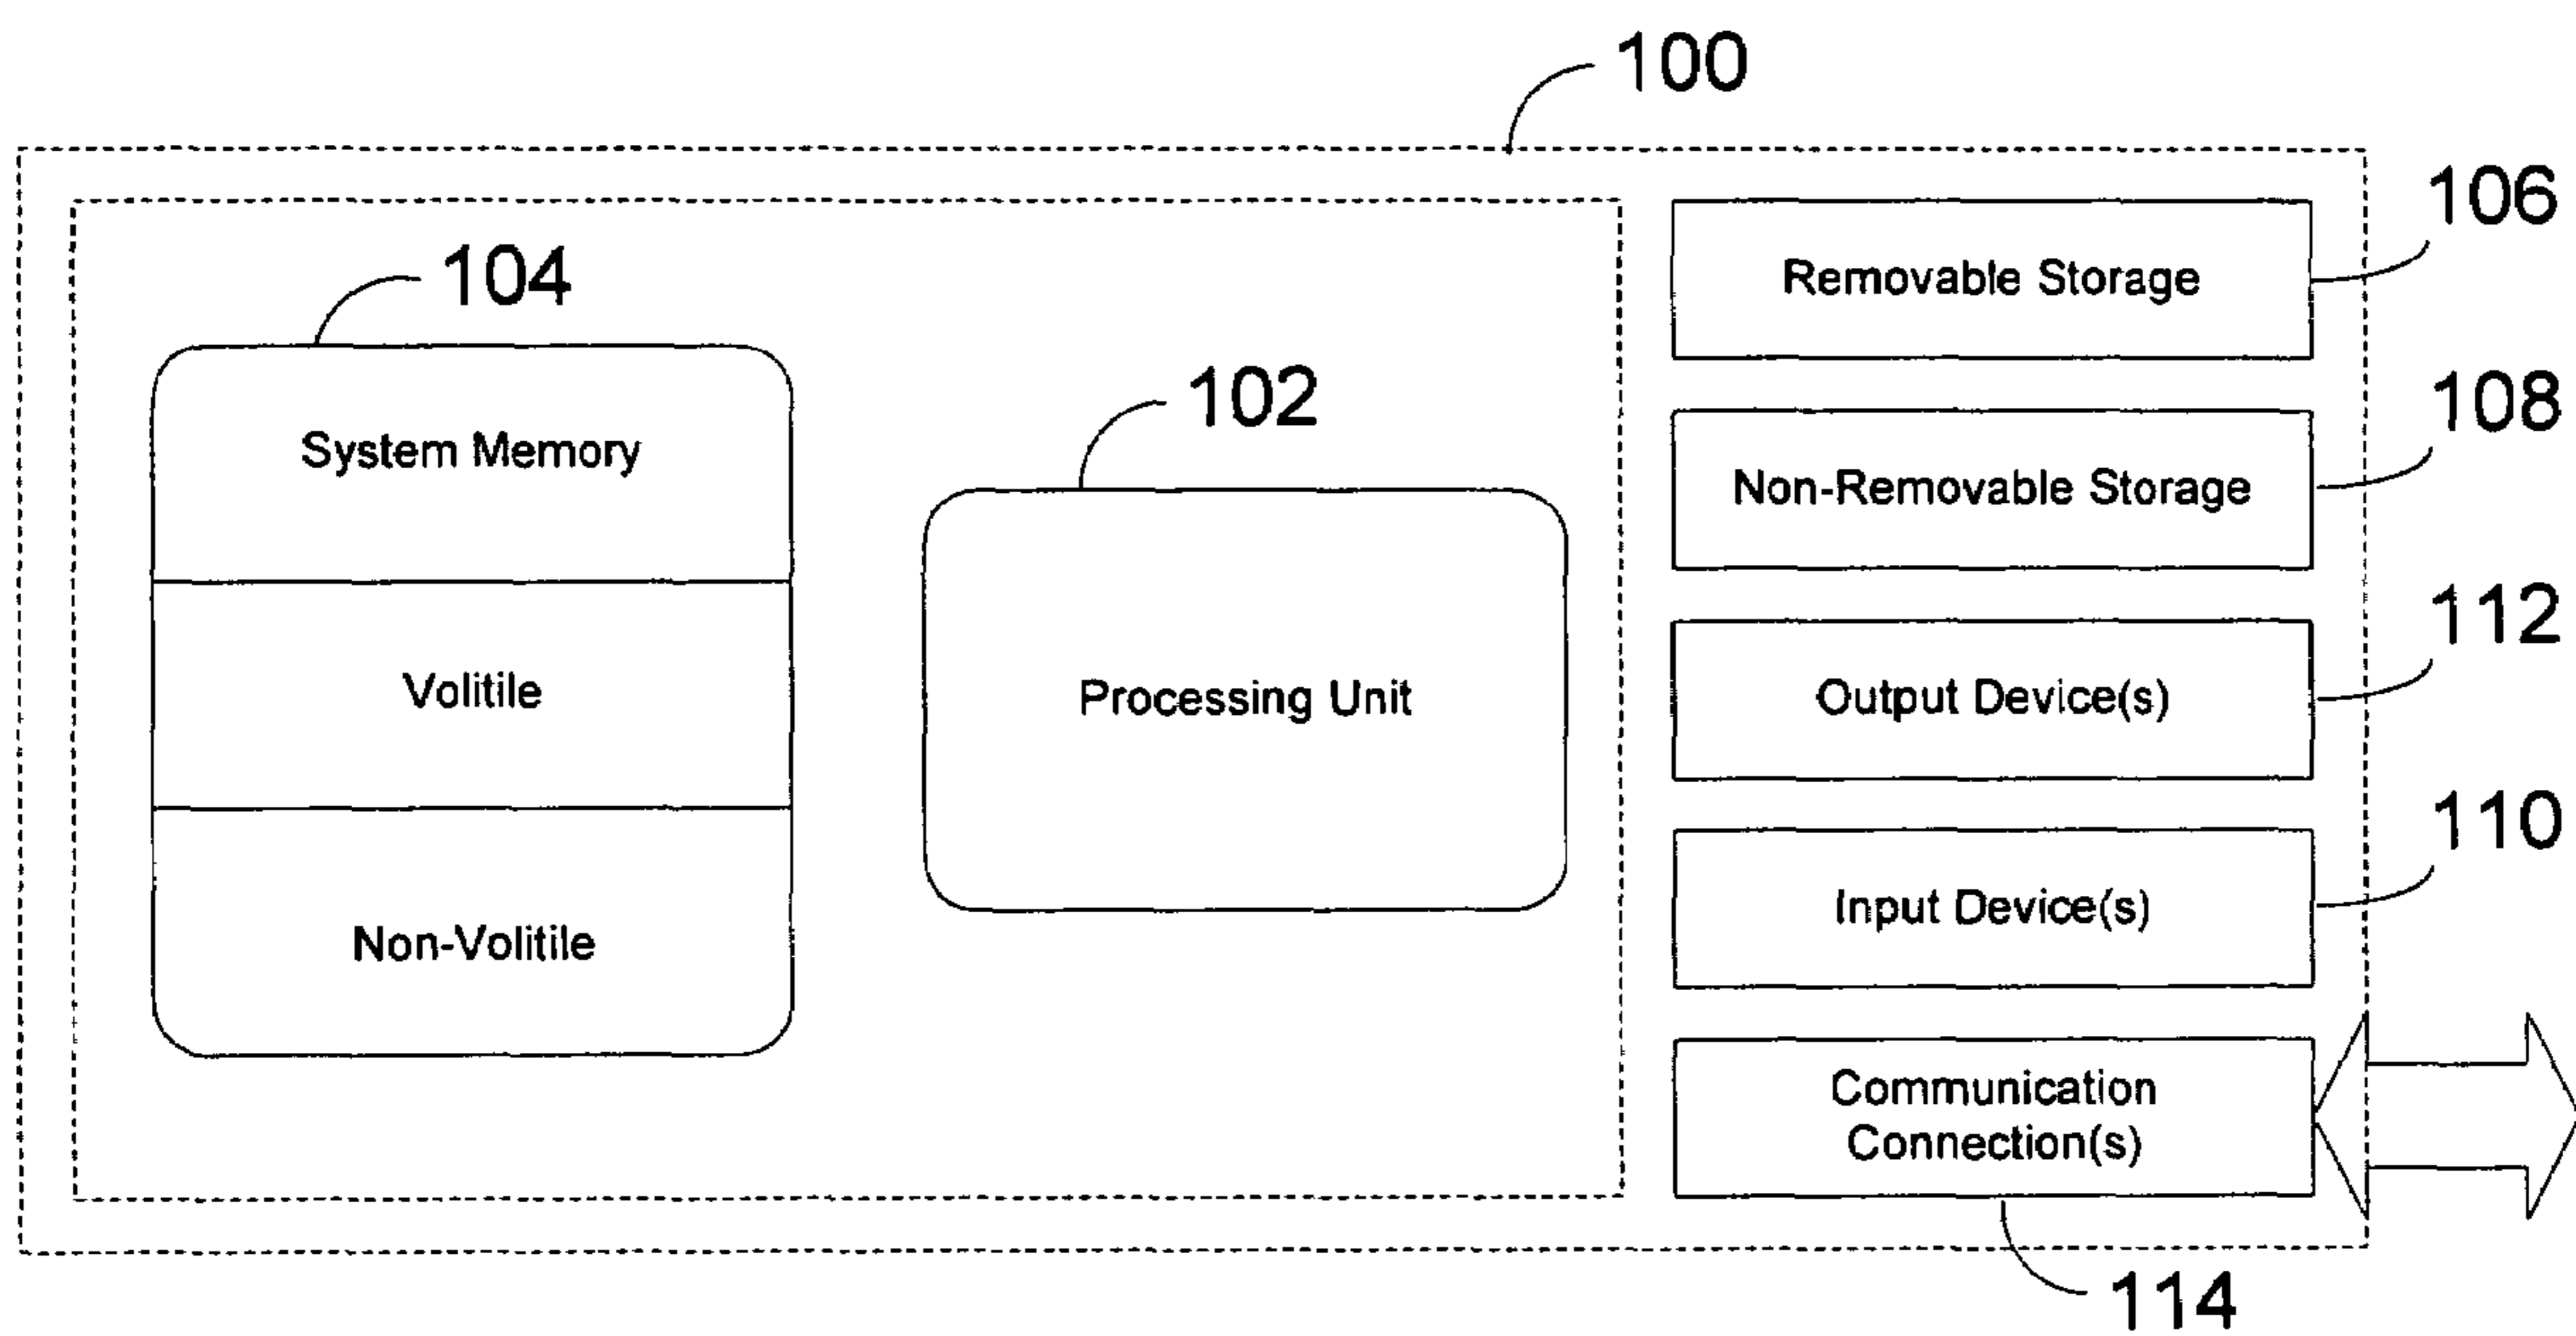 100
106
104
Removable Storage
102
108
System Memory
Non-Removable Storage
112
Volitile
Processing Unit
Output Device(s)
110
Input Device(s)
Non-Volitile
Communication
Connection(s)
114